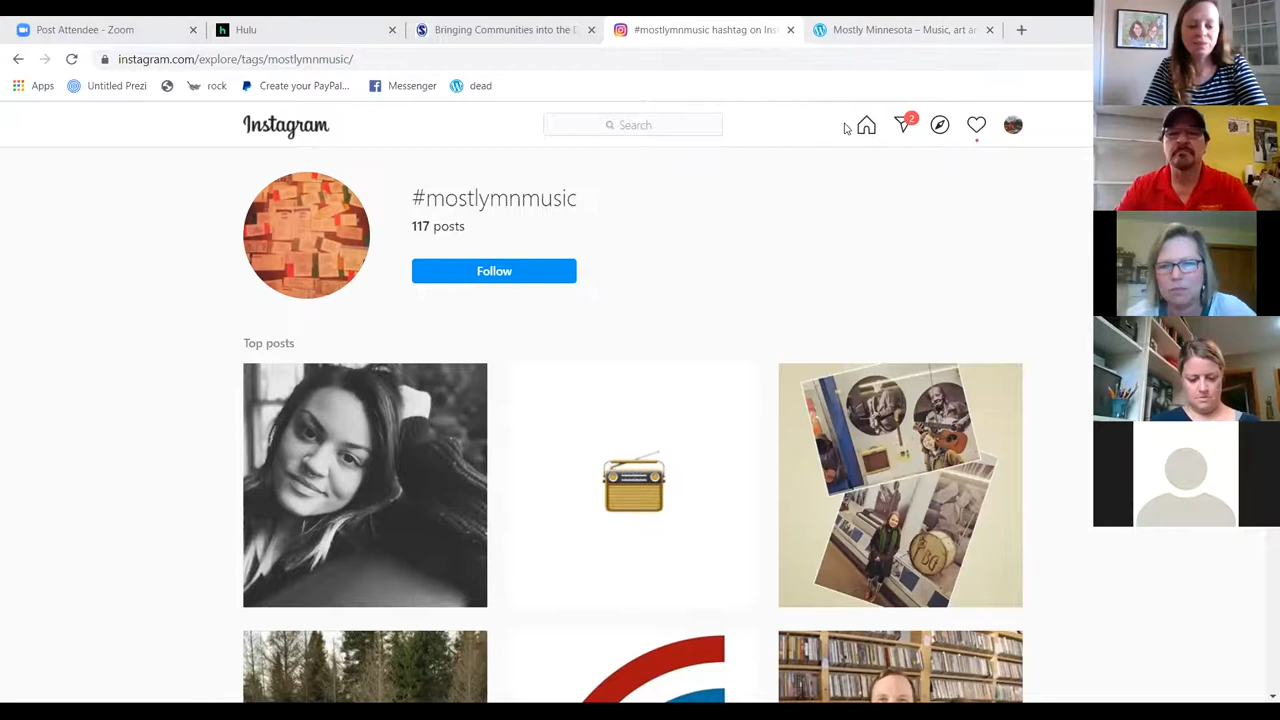 Post Attendee - Zoom
Hulu
Bringing Communities into the D
#mostlymnmusic hashtag on Inst
Mostly Minnesota – Music, art ar
instagram.com/explore/tags/mostlymnmusic/
Apps
Untitled Prezi
rock
Create your PayPal...
Messenger
dead
Instagram
Search
2
#mostlymnmusic
117 posts
Follow
Top posts
BG